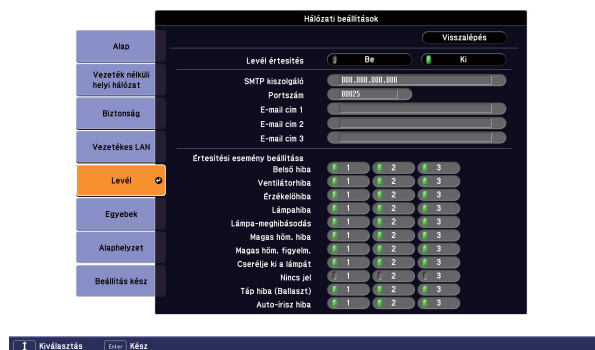 Hálózati beállítások
Visszalépés
Alap
Vezeték nélküli
helyi hálózat
Biztonság
Vezetékes LAN
Levél
Egyebek
Alaphelyzet
Beállítás kész
Levél értesítés Be Ki
SMTP kiszolgáló 000.000.000.000
Portszám 00025
E-mail cím 1
E-mail cím 2
E-mail cím 3
Értesítési esemény beállítása
Belső hiba 1 2 3
Ventilátorhiba 1 2 3
Érzékelőhiba 1 2 3
Lámpahiba 1 2 3
Lámpa-meghibásodás 1 2 3
Magas hőm. hiba 1 2 3
Magas hőm. figyelm. 1 2 3
Cserélje ki a lámpát 1 2 3
Nincs jel 1 2 3
Táp hiba (Ballaszt) 1 2 3
Auto-írisz hiba 1 2 3
Kiválasztás Enter Kész